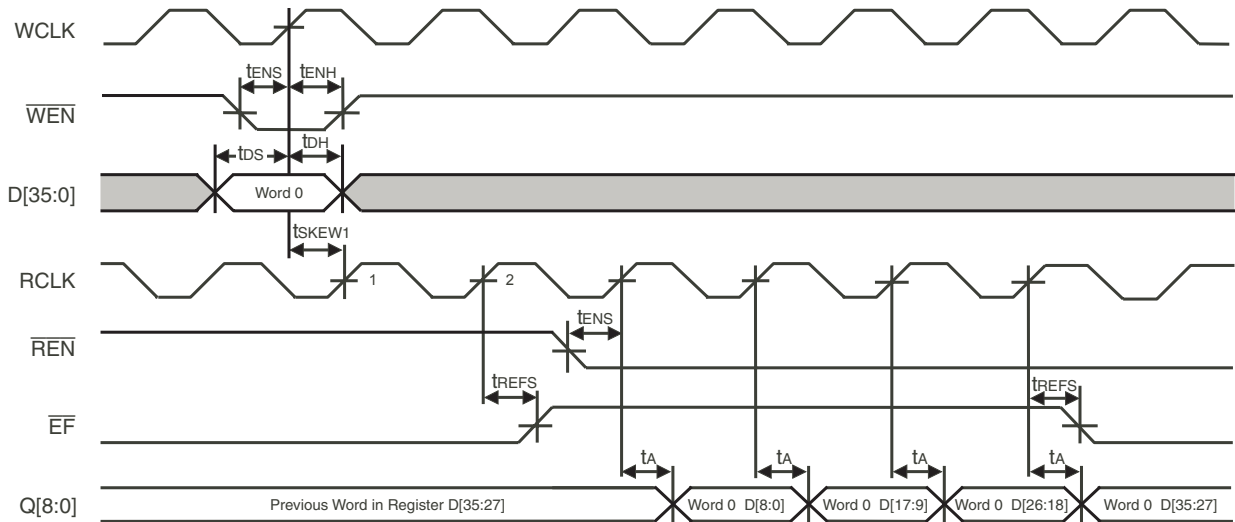 WCLK
tENS tENH
WEN
tDS tDH
D[35:0] Word 0
tSKEW1
RCLK 1 2
tENS
REN
tREFS tREFS
EF
tA tA tA tA
Q[8:0] Previous Word in Register D[35:27] Word 0 D[8:0] Word 0 D[17:9] Word 0 D[26:18] Word 0 D[35:27]